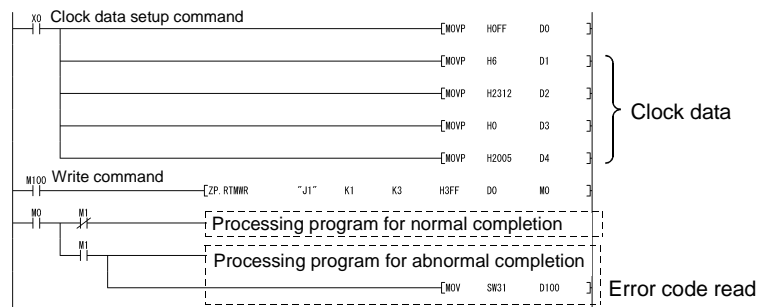 X0 Clock data setup command
MOVP H0FF D0
MOVP H6 D1
MOVP H2312 D2
MOVP H0 D3
MOVP H2005 D4
Clock data
M100 Write command
ZP.RTMWR "J1" K1 K3 H3FF D0 M0
M0 M1
Processing program for normal completion
M1
Processing program for abnormal completion
MOV SW31 D100
Error code read